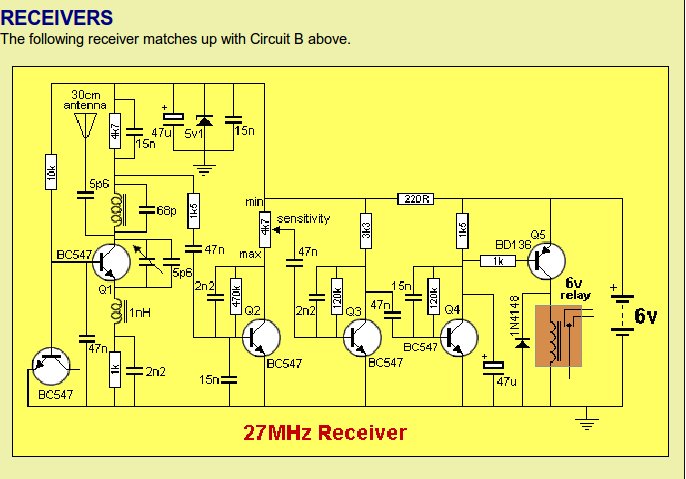 RECEIVERS
The following receiver matches up with Circuit B above.
30cm
antenna
4k7
15n
+
47u
5v1
15n
10k
5p6
68p
1k5
min
4k7
sensitivity
max
220R
3k3
1k5
Q5
BD136
1k
BC547
Q1
5p6
47n
47n
2n2
470k
Q2
2n2
120k
Q3
47n
15n
120k
Q4
1N4148
6v
relay
+
6v
1nH
47n
1k
2n2
BC547
15n
BC547
BC547
BC547
+
47u
27MHz Receiver